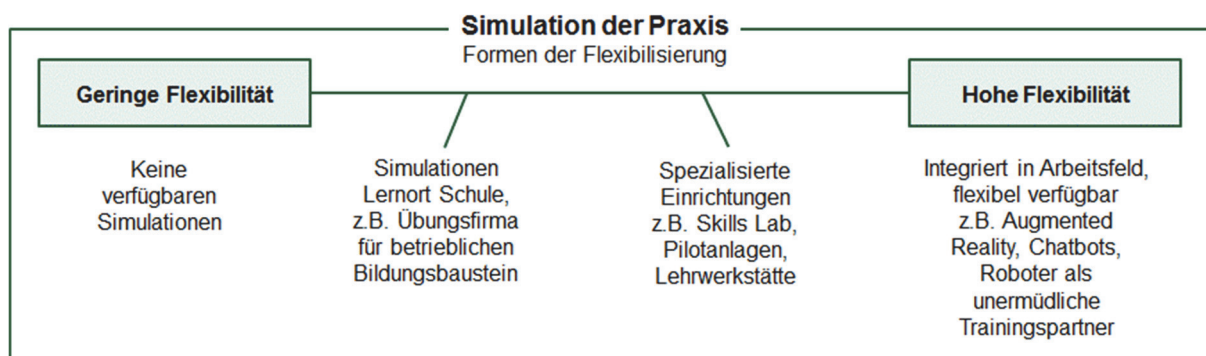 Simulation der Praxis
Formen der Flexibilisierung
Geringe Flexibilität
Hohe Flexibilität
Keine
verfügbaren
Simulationen
Simulationen
Lernort Schule,
z.B. Übungsfirma
für betrieblichen
Bildungsbaustein
Spezialisierte
Einrichtungen
z.B. Skills Lab,
Pilotanlagen,
Lehrwerkstätte
Integriert in Arbeitsfeld,
flexibel verfügbar
z.B. Augmented
Reality, Chatbots,
Roboter als
unermüdliche
Trainingspartner